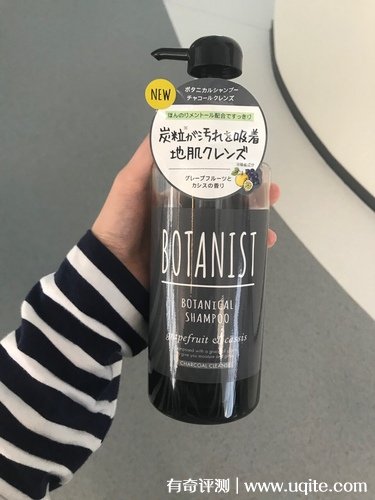 NEW
ボタニカルシャンプー
チャコールクレンズ
ほんのりメントール配合ですっきり
炭粒が汚れを吸着
地肌クレンズ
グレープフルーツと
カシスの香り
BOTANIST
BOTANICAL
SHAMPOO
grapefruit & cassis
CHARCOAL CLEANSE
有奇评测 | www.uqite.com